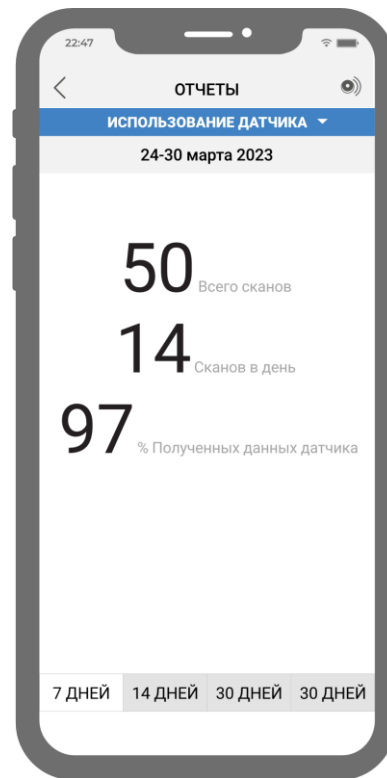 22:47
ОТЧЕТЫ
ИСПОЛЬЗОВАНИЕ ДАТЧИКА
24-30 марта 2023
50 Всего сканов
14 Сканов в день
97 % Полученных данных датчика
7 ДНЕЙ 14 ДНЕЙ 30 ДНЕЙ 30 ДНЕЙ